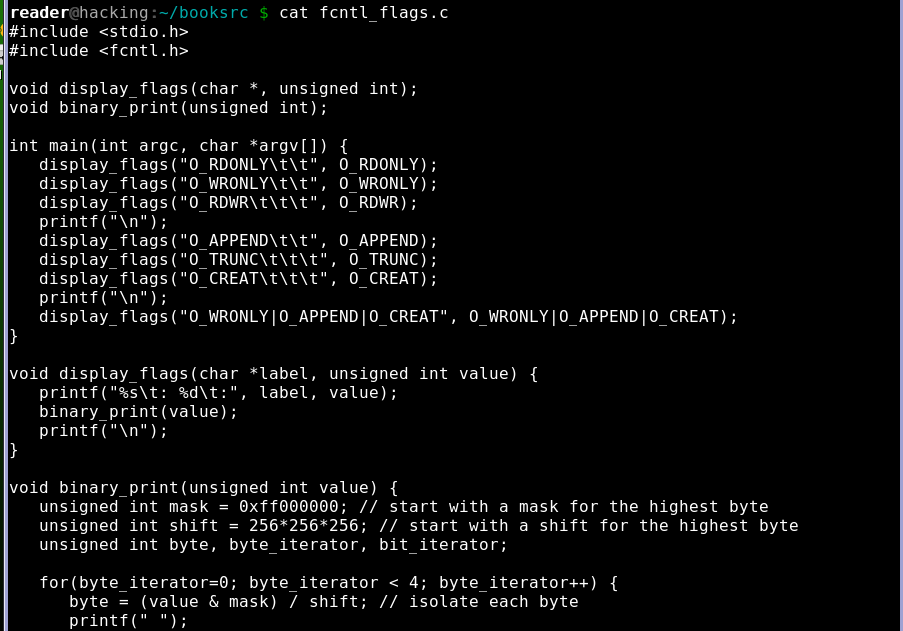 reader@hacking:~/booksrc $ cat fcntl_flags.c
#include <stdio.h>
#include <fcntl.h>

void display_flags(char *, unsigned int);
void binary_print(unsigned int);

int main(int argc, char *argv[]) {
   display_flags("O_RDONLY\t\t", O_RDONLY);
   display_flags("O_WRONLY\t\t", O_WRONLY);
   display_flags("O_RDWR\t\t\t", O_RDWR);
   printf("\n");
   display_flags("O_APPEND\t\t", O_APPEND);
   display_flags("O_TRUNC\t\t\t", O_TRUNC);
   display_flags("O_CREAT\t\t\t", O_CREAT);
   printf("\n");
   display_flags("O_WRONLY|O_APPEND|O_CREAT", O_WRONLY|O_APPEND|O_CREAT);
}

void display_flags(char *label, unsigned int value) {
   printf("%s\t: %d\t:", label, value);
   binary_print(value);
   printf("\n");
}

void binary_print(unsigned int value) {
   unsigned int mask = 0xff000000; // start with a mask for the highest byte
   unsigned int shift = 256*256*256; // start with a shift for the highest byte
   unsigned int byte, byte_iterator, bit_iterator;

   for(byte_iterator=0; byte_iterator < 4; byte_iterator++) {
      byte = (value & mask) / shift; // isolate each byte
      printf(" ");